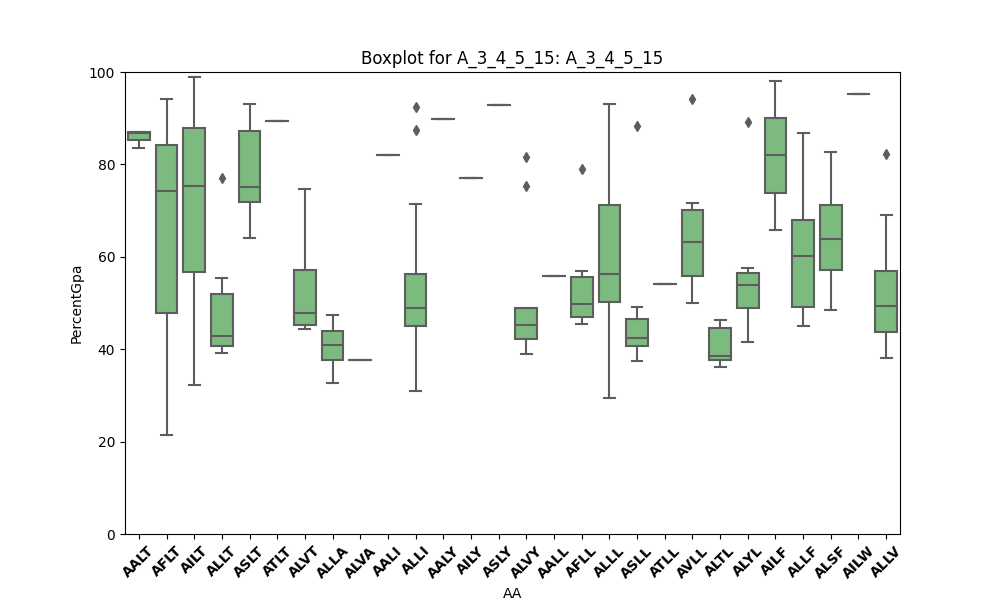 Boxplot for A_3_4_5_15: A_3_4_5_15
PercentGpa
100
80
60
40
20
0
AALT AFLT AILT ALLT ASLT ATLT ALVT ALLA ALVA AALI ALLI AALY AILY ASLY ALVY AALL AFLL ALLL ASLL ATLL AVLL ALTL ALYL AILF ALLF ALSF AILW ALLV
AA